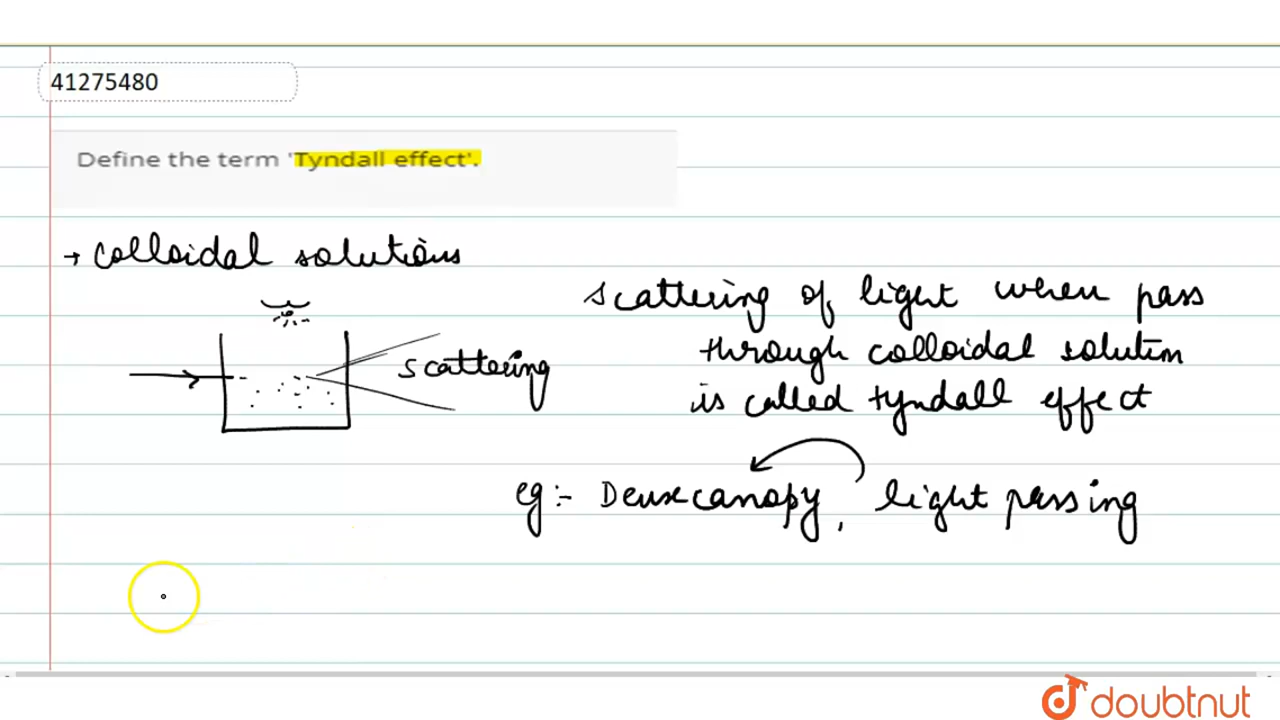 41275480
Define the term 'Tyndall effect'.
→ colloidal solutions
scattering
scattering of light when pass
through colloidal solution
is called tyndall effect
eg:- Dense canopy, light passing
doubtnut